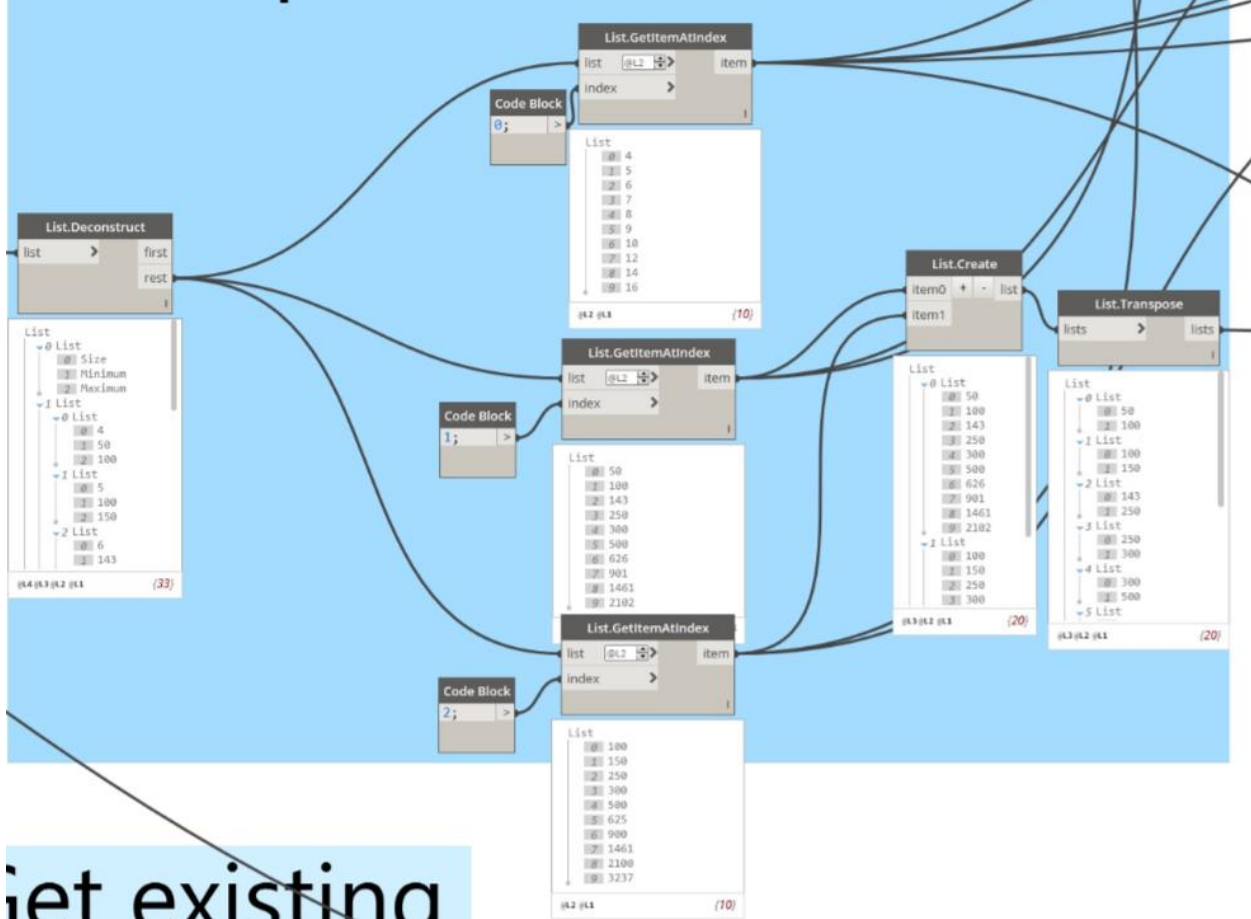 List.GetItemAtIndex
list @L2 > item
index >
Code Block
0; >
List
0 4
1 5
2 6
3 7
4 8
5 9
6 10
7 12
8 14
9 16
@L2 @L1 {10}
List.Deconstruct
list > first
rest
List
0 List
0 Size
1 Minimum
2 Maximum
1 List
0 List
0 4
1 50
2 100
1 List
0 5
1 100
2 150
2 List
0 6
1 143
@L4 @L3 @L2 @L1 {33}
List.GetItemAtIndex
list @L2 > item
index >
Code Block
1; >
List
0 50
1 100
2 143
3 250
4 300
5 500
6 626
7 901
8 1461
9 2102
List.GetItemAtIndex
list @L2 > item
index >
Code Block
2; >
List
0 100
1 150
2 250
3 300
4 500
5 625
6 900
7 1461
8 2100
9 3237
@L2 @L1 {10}
List.Create
item0 + - list
item1
List
0 List
0 50
1 100
2 143
3 250
4 300
5 500
6 626
7 901
8 1461
9 2102
1 List
0 100
1 150
2 250
3 300
@L3 @L2 @L1 {20}
List.Transpose
lists > lists
List
0 List
0 50
1 100
1 List
0 100
1 150
2 List
0 143
1 250
3 List
0 250
1 300
4 List
0 300
1 500
5 List
@L3 @L2 @L1 {20}
Get existing